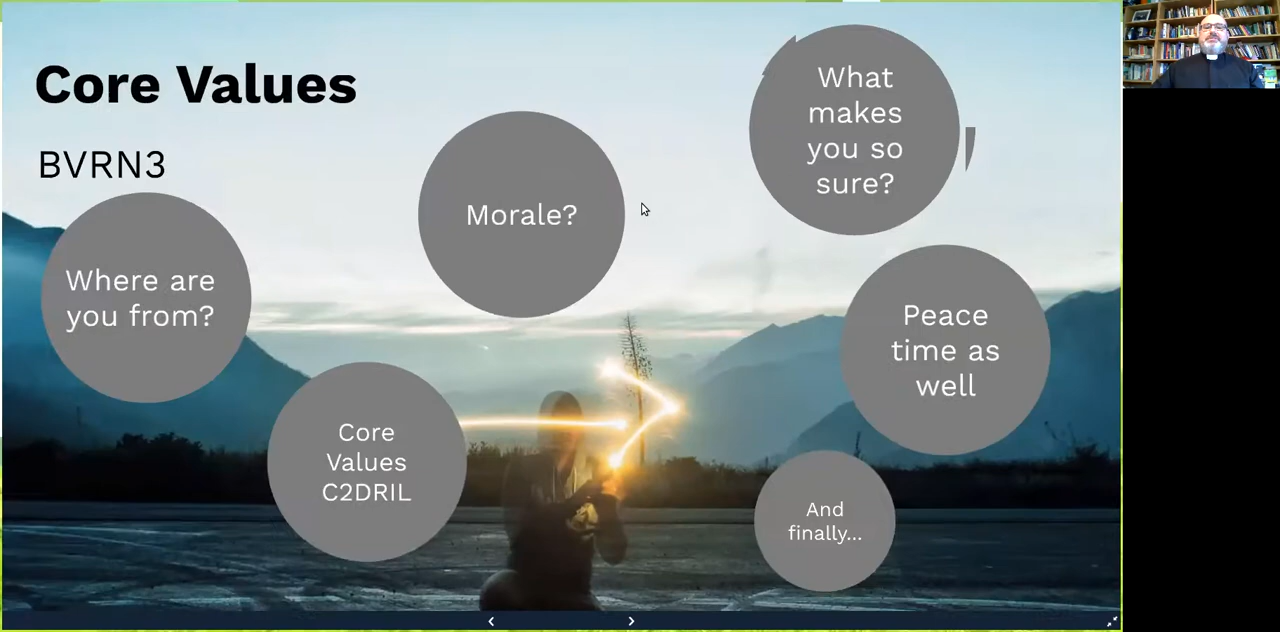 Core Values
BVRN3
Where are
you from?
Core
Values
C2DRIL
Morale?
What
makes
you so
sure?
Peace
time as
well
And
finally...